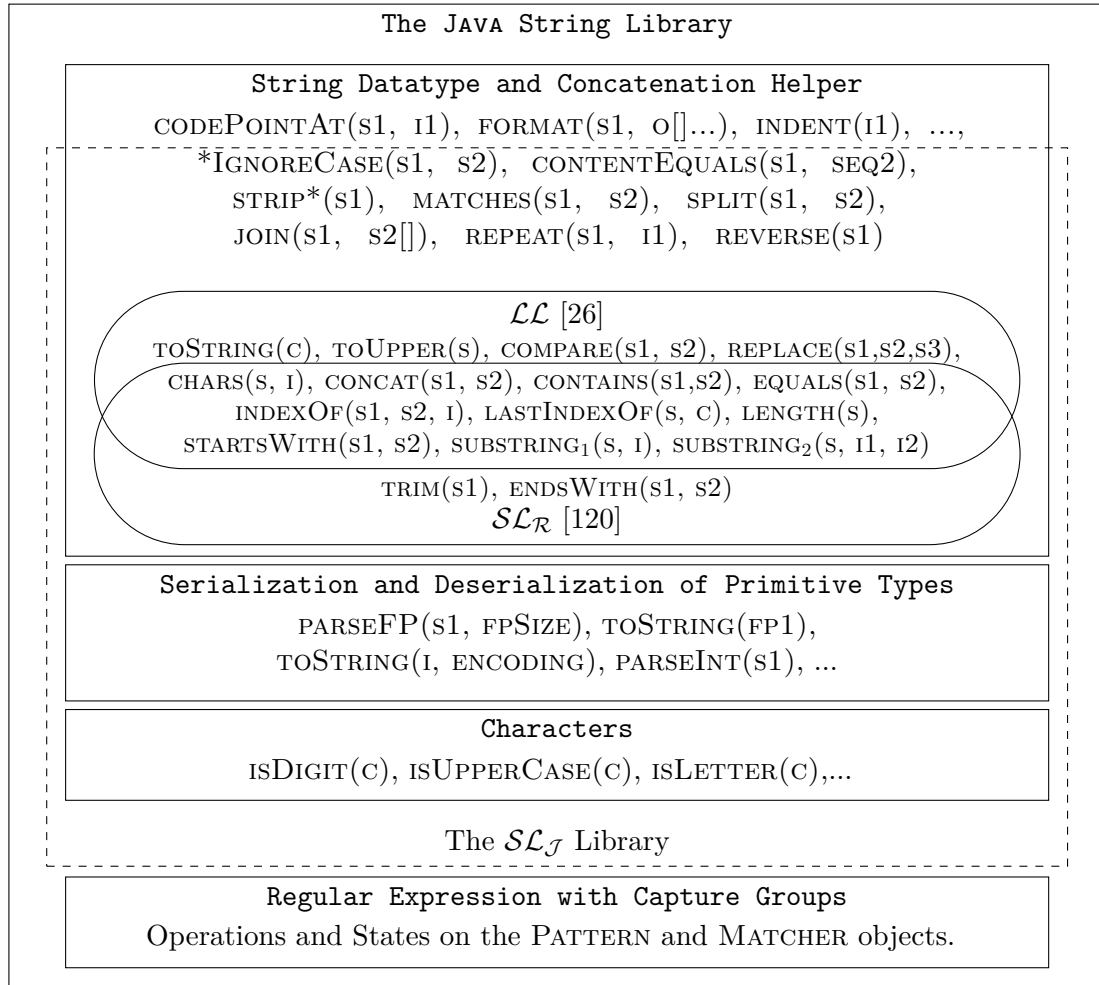 The JAVA String Library
String Datatype and Concatenation Helper
CODEPOINTAT(S1, I1), FORMAT(S1, O[]...), INDENT(I1), ...,
*IGNORECASE(S1, S2), CONTENTEQUALS(S1, SEQ2),
STRIP*(S1), MATCHES(S1, S2), SPLIT(S1, S2),
JOIN(S1, S2[]), REPEAT(S1, I1), REVERSE(S1)
ℒℒ [26]
TOSTRING(C), TOUPPER(S), COMPARE(S1, S2), REPLACE(S1,S2,S3),
CHARS(S, I), CONCAT(S1, S2), CONTAINS(S1,S2), EQUALS(S1, S2),
INDEXOF(S1, S2, I), LASTINDEXOF(S, C), LENGTH(S),
STARTSWITH(S1, S2), SUBSTRING₁(S, I), SUBSTRING₂(S, I1, I2)
TRIM(S1), ENDSWITH(S1, S2)
𝒮ℒ_ℛ [120]
Serialization and Deserialization of Primitive Types
PARSEFP(S1, FPSIZE), TOSTRING(FP1),
TOSTRING(I, ENCODING), PARSEINT(S1), ...
Characters
ISDIGIT(C), ISUPPERCASE(C), ISLETTER(C),...
The 𝒮ℒ_𝒥 Library
Regular Expression with Capture Groups
Operations and States on the PATTERN and MATCHER objects.